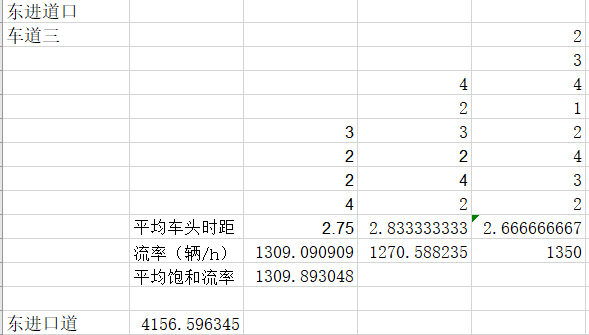 东进道口
车道三 2
3
4 4
2 1
3 3 2
2 2 4
2 4 3
4 2 2
平均车头时距 2.75 2.833333333 2.666666667
流率（辆/h） 1309.090909 1270.588235 1350
平均饱和流率 1309.893048
东进口道 4156.596345